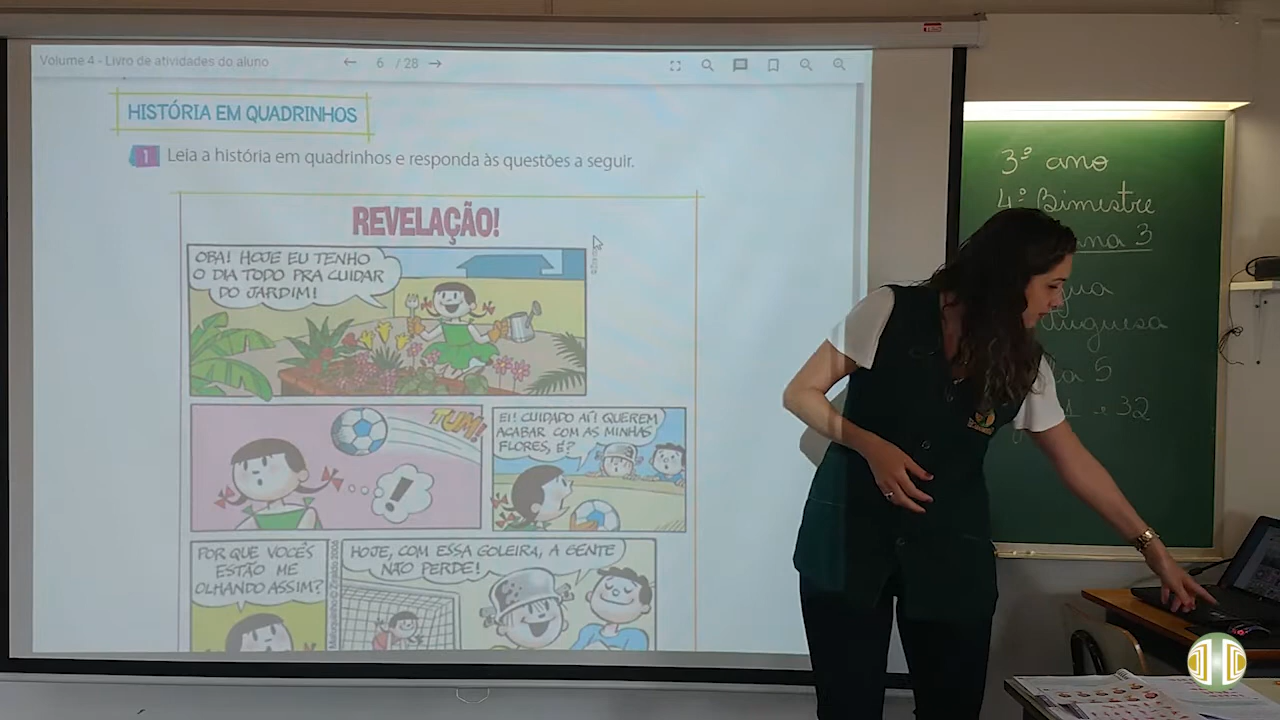 Volume 4 - Livro de atividades do aluno
6 / 28
HISTÓRIA EM QUADRINHOS
1 Leia a história em quadrinhos e responda às questões a seguir.
REVELAÇÃO!
OBA! HOJE EU TENHO
O DIA TODO PRA CUIDAR
DO JARDIM!
TUM!
!
EI! CUIDADO AÍ! QUEREM
ACABAR COM AS MINHAS
FLORES, É?
POR QUE VOCÊS
ESTÃO ME
OLHANDO ASSIM?
HOJE, COM ESSA GOLEIRA, A GENTE
NÃO PERDE!
3º ano
4º Bimestre
3
5
e 32